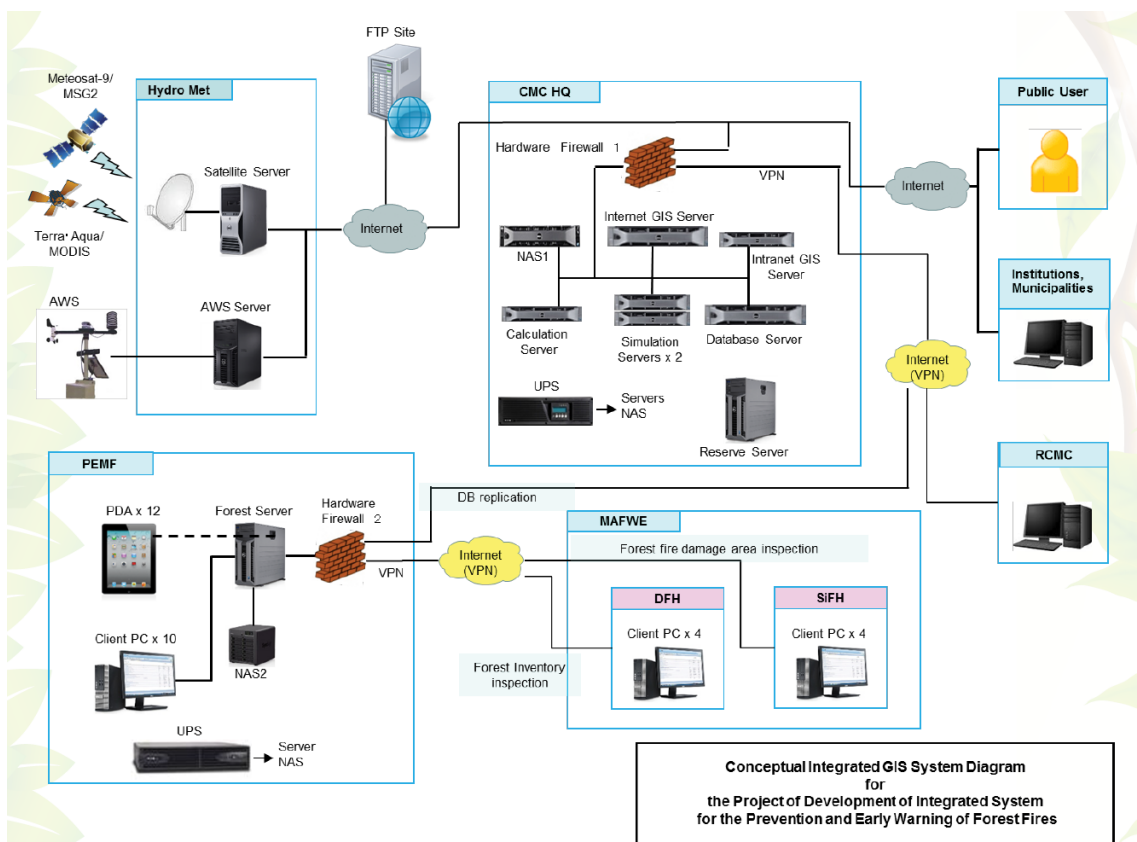 FTP Site
Meteosat-9/
MSG2
Hydro Met
Satellite Server
Terra・Aqua/
MODIS
AWS
AWS Server
Internet
CMC HQ
Hardware Firewall 1
VPN
Internet GIS Server
NAS1
Intranet GIS
Server
Calculation
Server
Simulation
Servers x 2
Database Server
UPS
Servers
NAS
Reserve Server
Internet
Public User
Institutions,
Municipalities
Internet
(VPN)
RCMC
PEMF
PDA x 12
Forest Server
Hardware
Firewall 2
DB replication
VPN
Internet
(VPN)
Client PC x 10
NAS2
UPS
Server
NAS
MAFWE
Forest fire damage area inspection
DFH
Client PC x 4
SiFH
Client PC x 4
Forest Inventory
inspection
Conceptual Integrated GIS System Diagram
for
the Project of Development of Integrated System
for the Prevention and Early Warning of Forest Fires